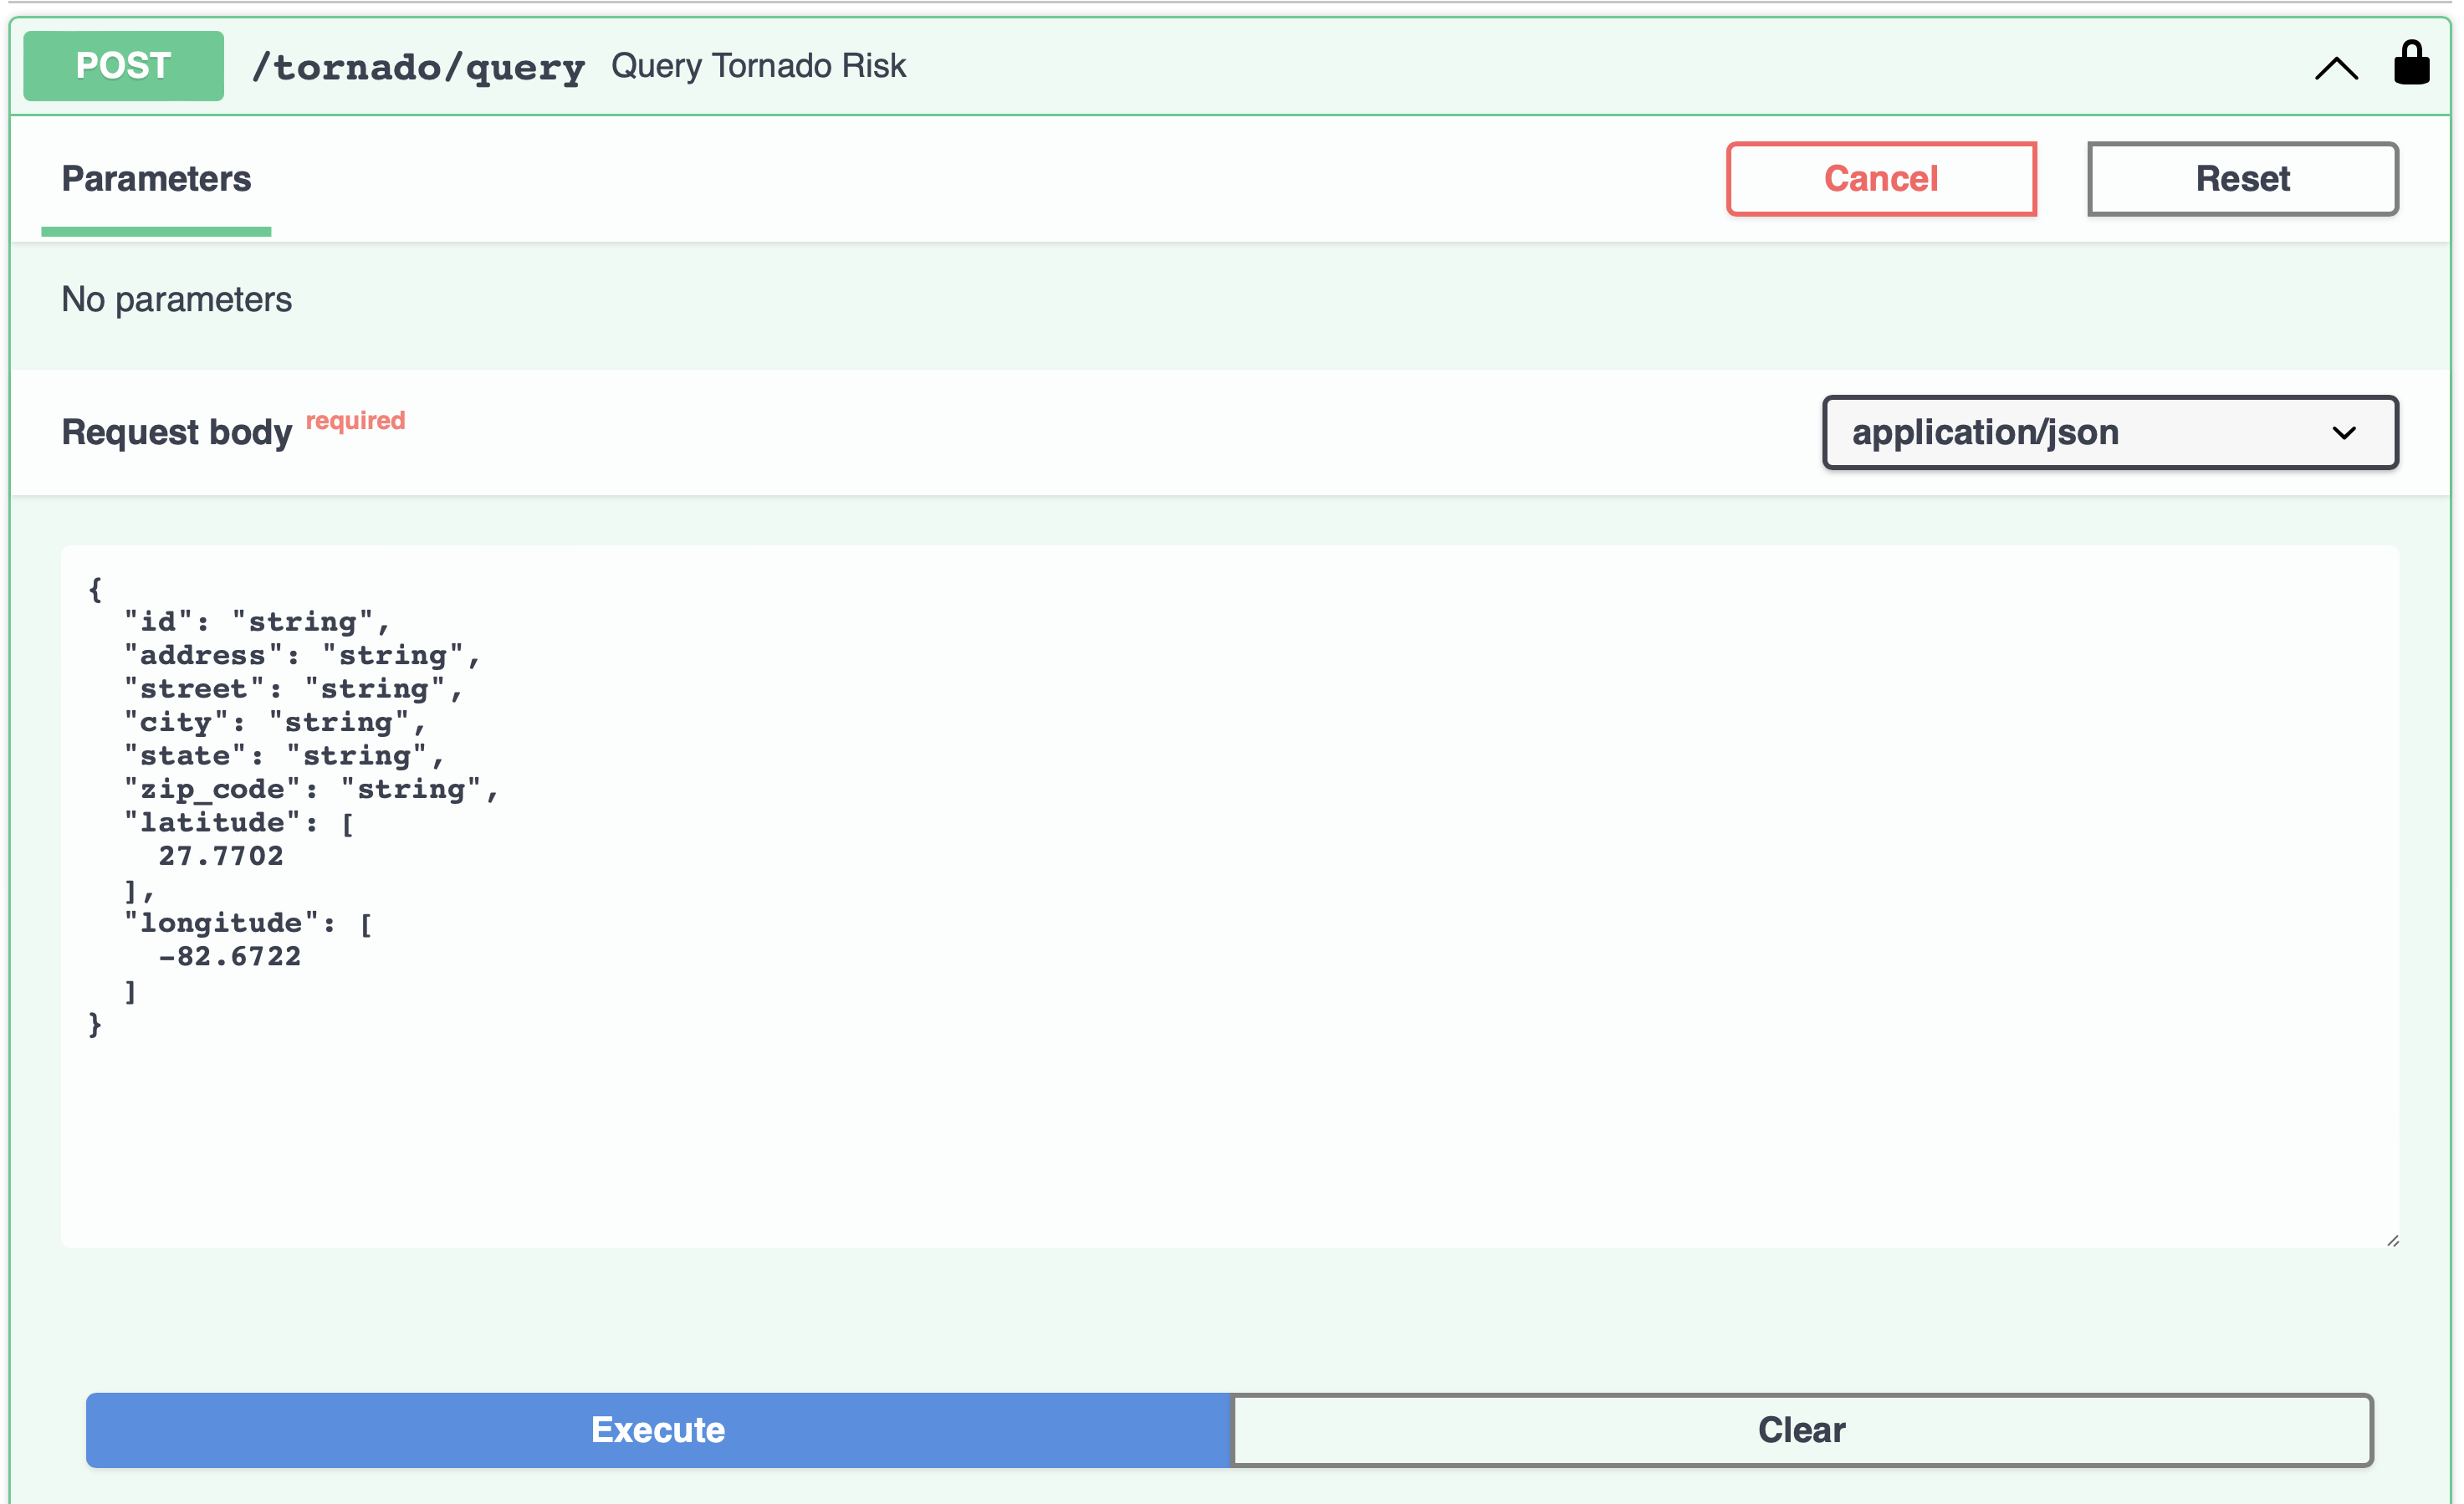 POST /tornado/query Query Tornado Risk
Parameters Cancel Reset
No parameters
Request body required application/json
{
  "id": "string",
  "address": "string",
  "street": "string",
  "city": "string",
  "state": "string",
  "zip_code": "string",
  "latitude": [
    27.7702
  ],
  "longitude": [
    -82.6722
  ]
}
Execute Clear